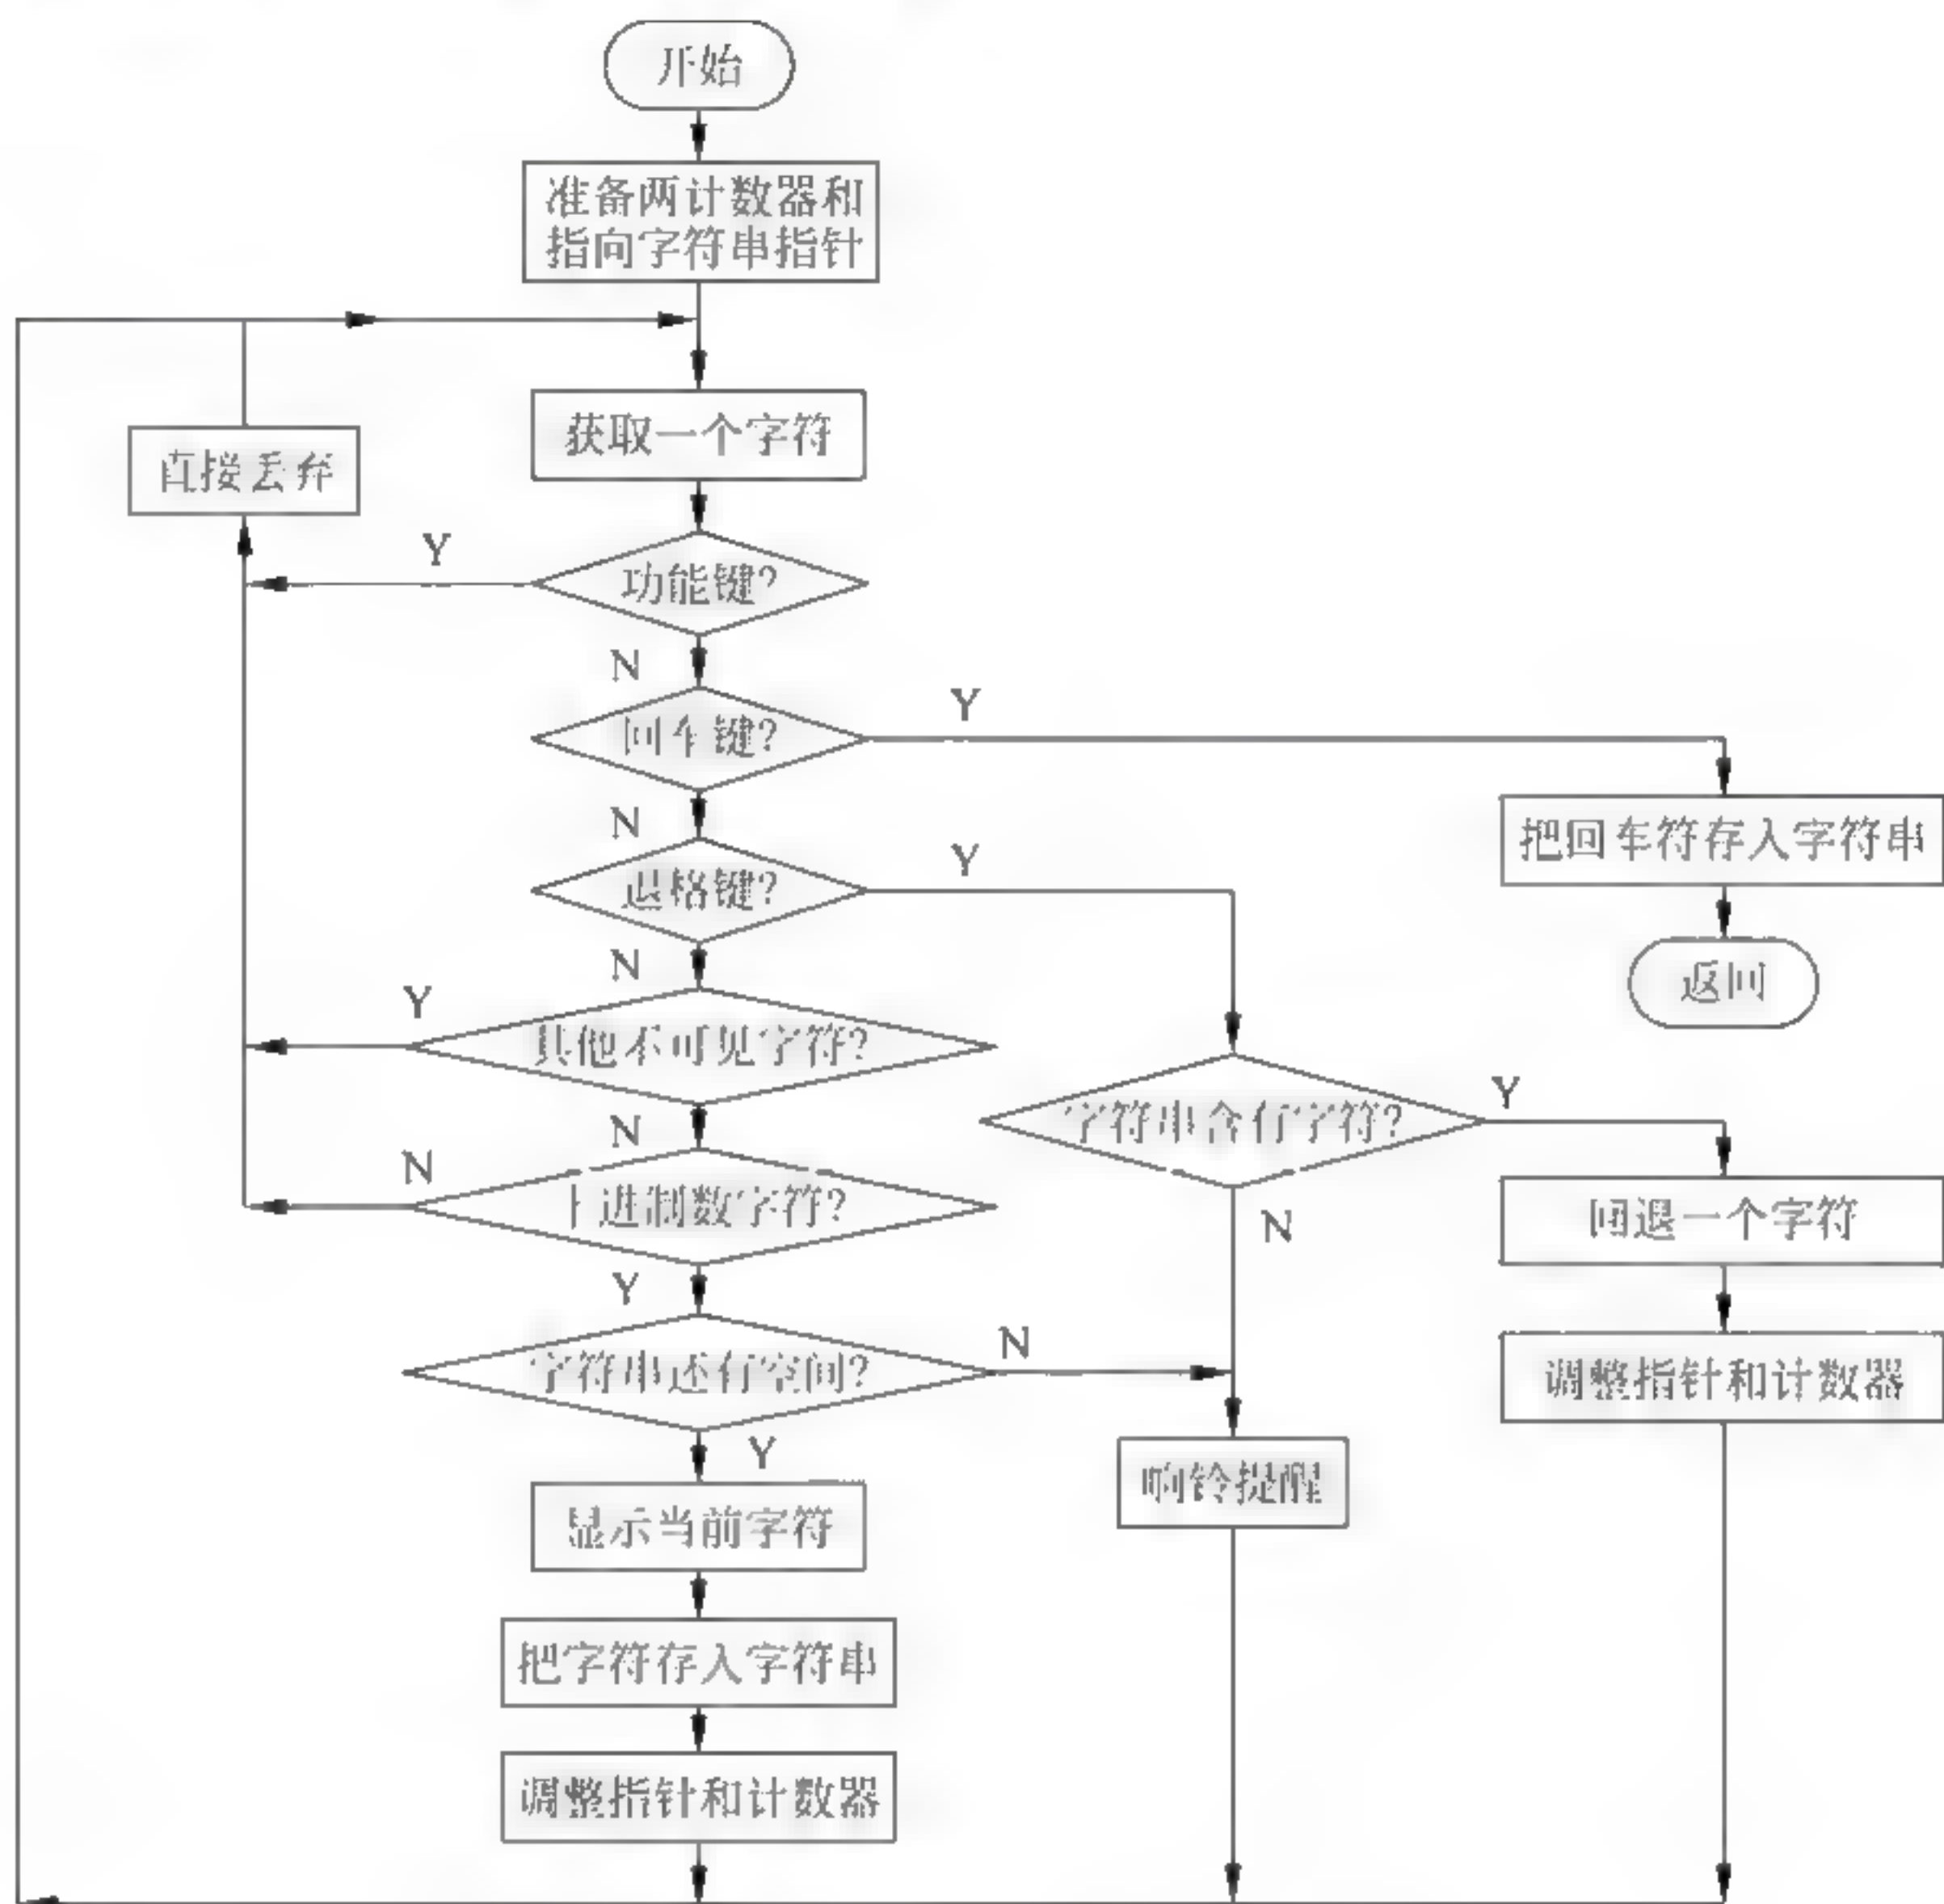 开始
准备两计数器和
指向字符串指针
获取一个字符
直接丢弃
Y
功能键?
N
回车键?
Y
把回车符存入字符串
N
退格键?
Y
返回
N
其他不可见字符?
Y
字符串含有字符?
Y
N
十进制数字符?
N
回退一个字符
N
Y
字符串还有空间?
N
调整指针和计数器
Y
响铃提醒
显示当前字符
把字符存入字符串
调整指针和计数器